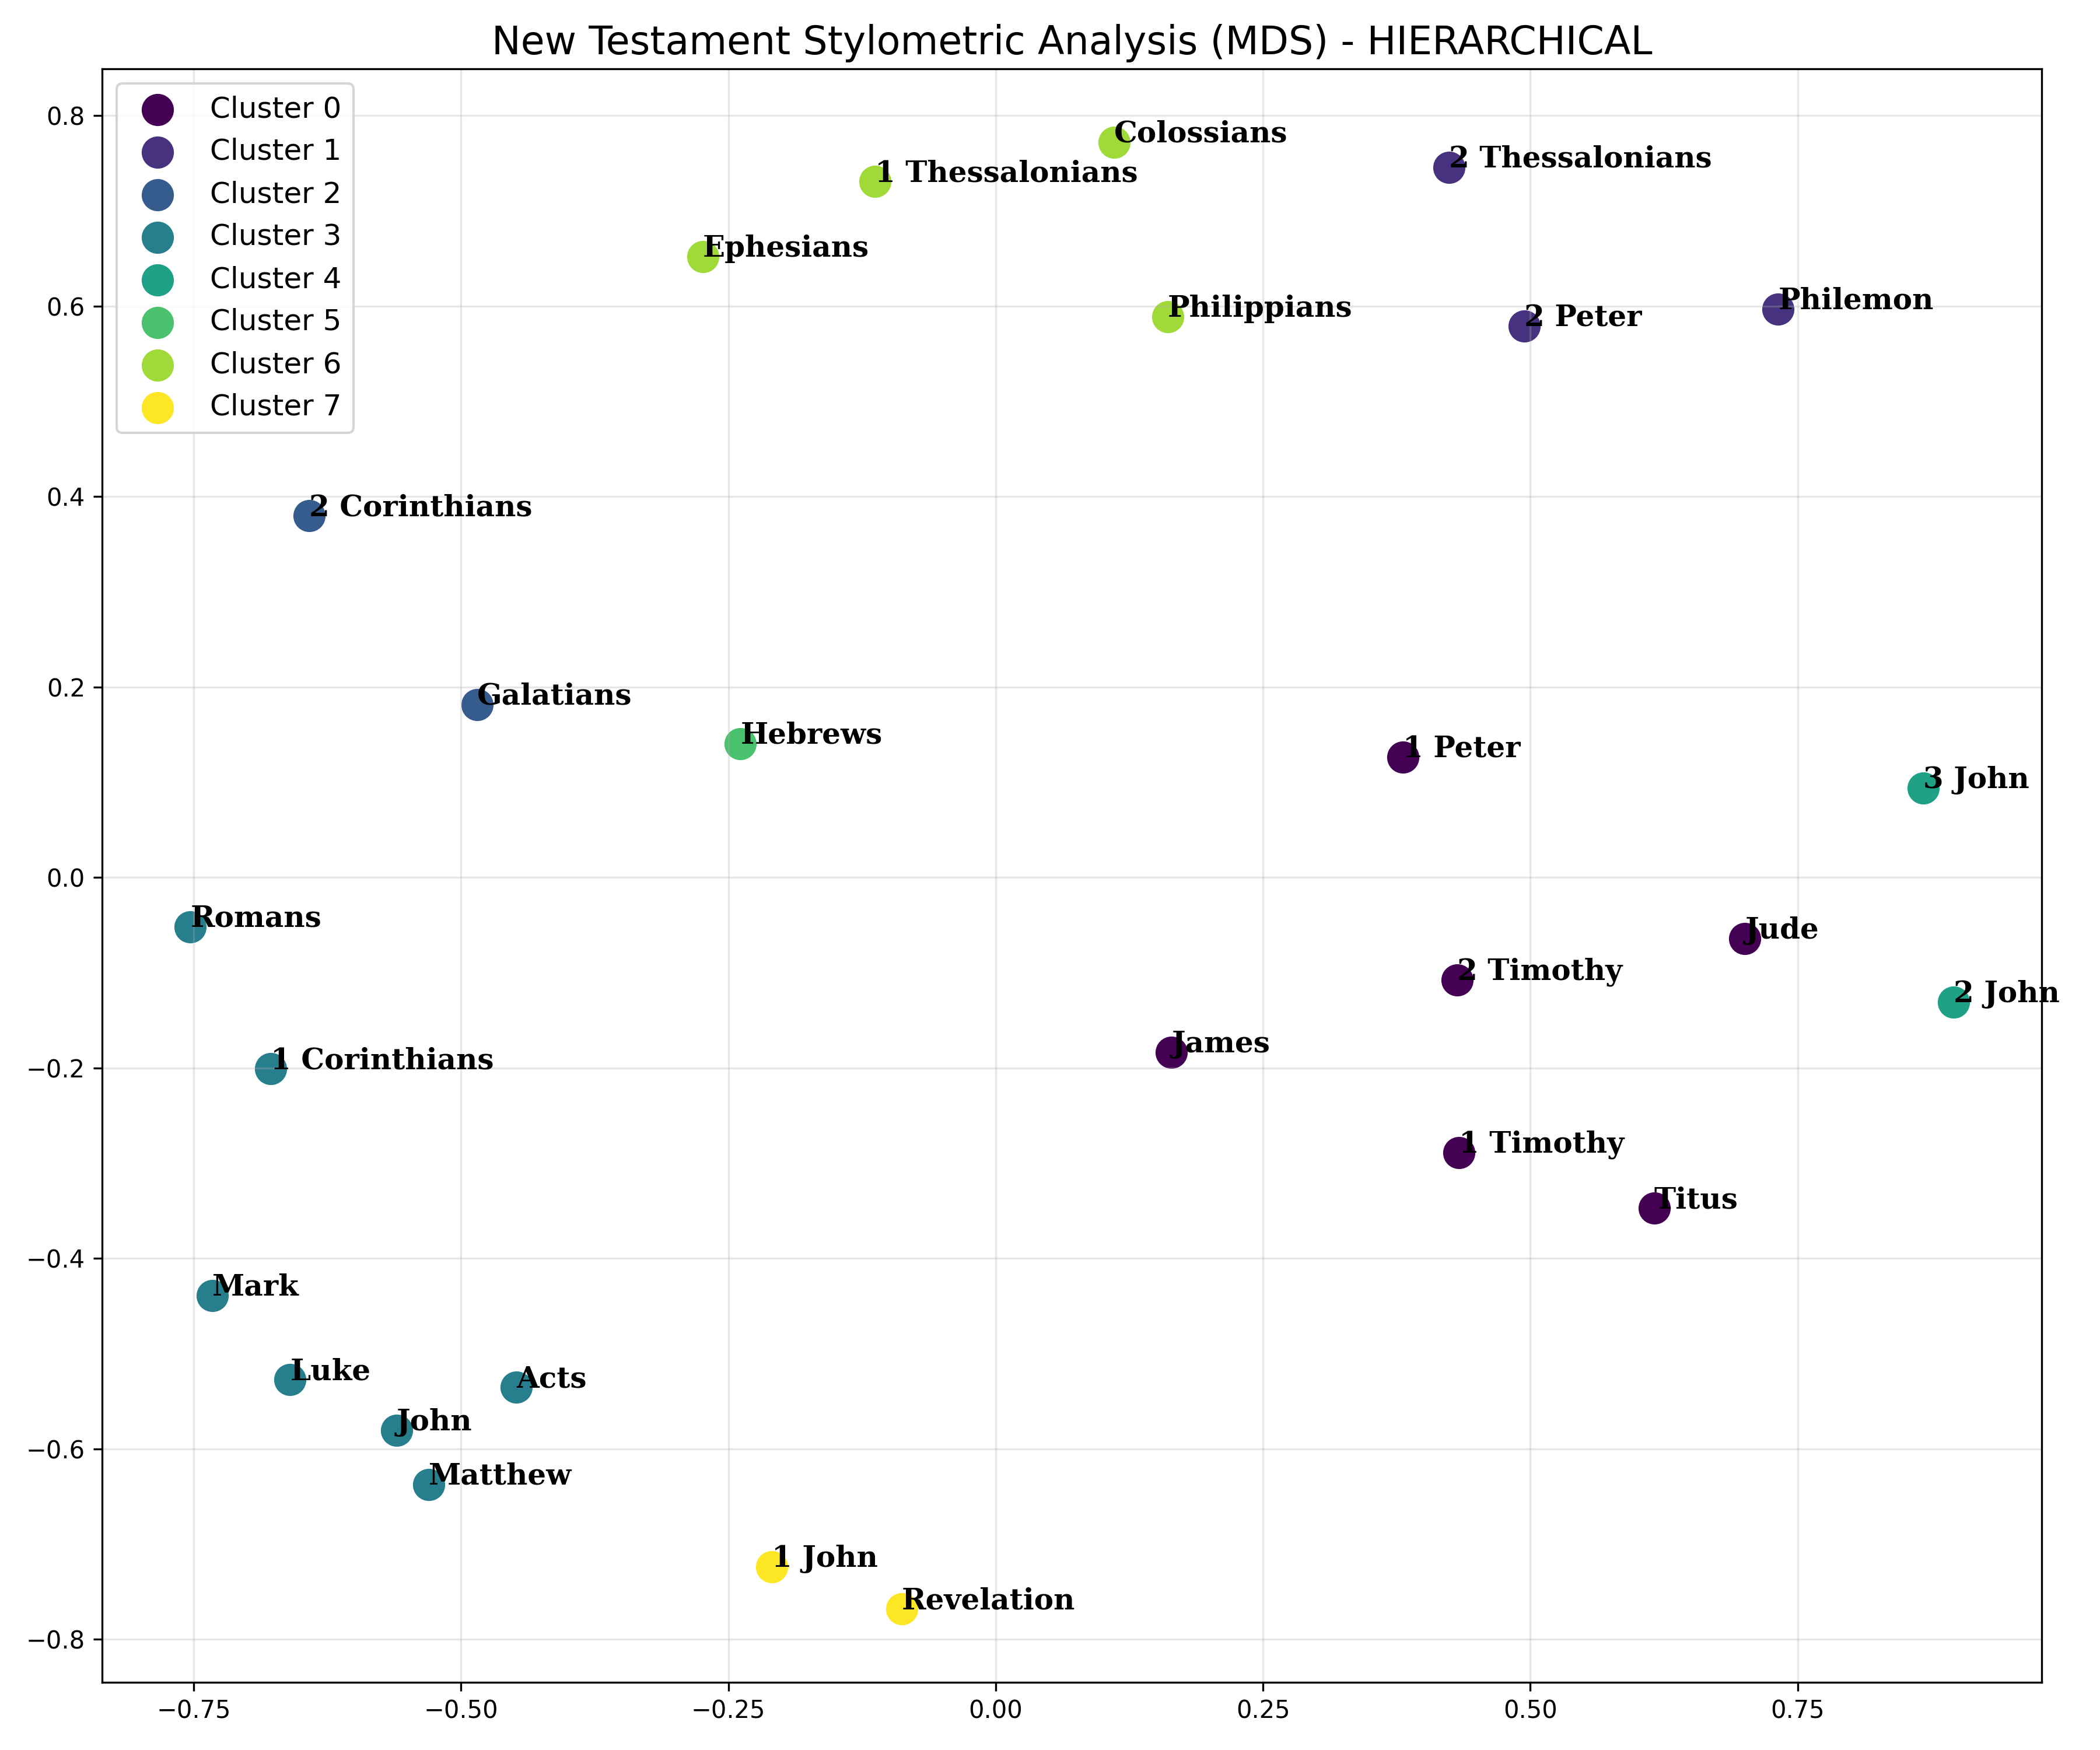 New Testament Stylometric Analysis (MDS) - HIERARCHICAL
Cluster 0
Cluster 1
Cluster 2
Cluster 3
Cluster 4
Cluster 5
Cluster 6
Cluster 7
0.8
0.6
0.4
0.2
0.0
−0.2
−0.4
−0.6
−0.8
Colossians
2 Thessalonians
1 Thessalonians
Ephesians
Philippians
2 Peter
Philemon
2 Corinthians
Galatians
Hebrews
1 Peter
3 John
Romans
Jude
2 Timothy
2 John
James
1 Corinthians
1 Timothy
Titus
Mark
Luke
Acts
John
Matthew
1 John
Revelation
−0.75
−0.50
−0.25
0.00
0.25
0.50
0.75